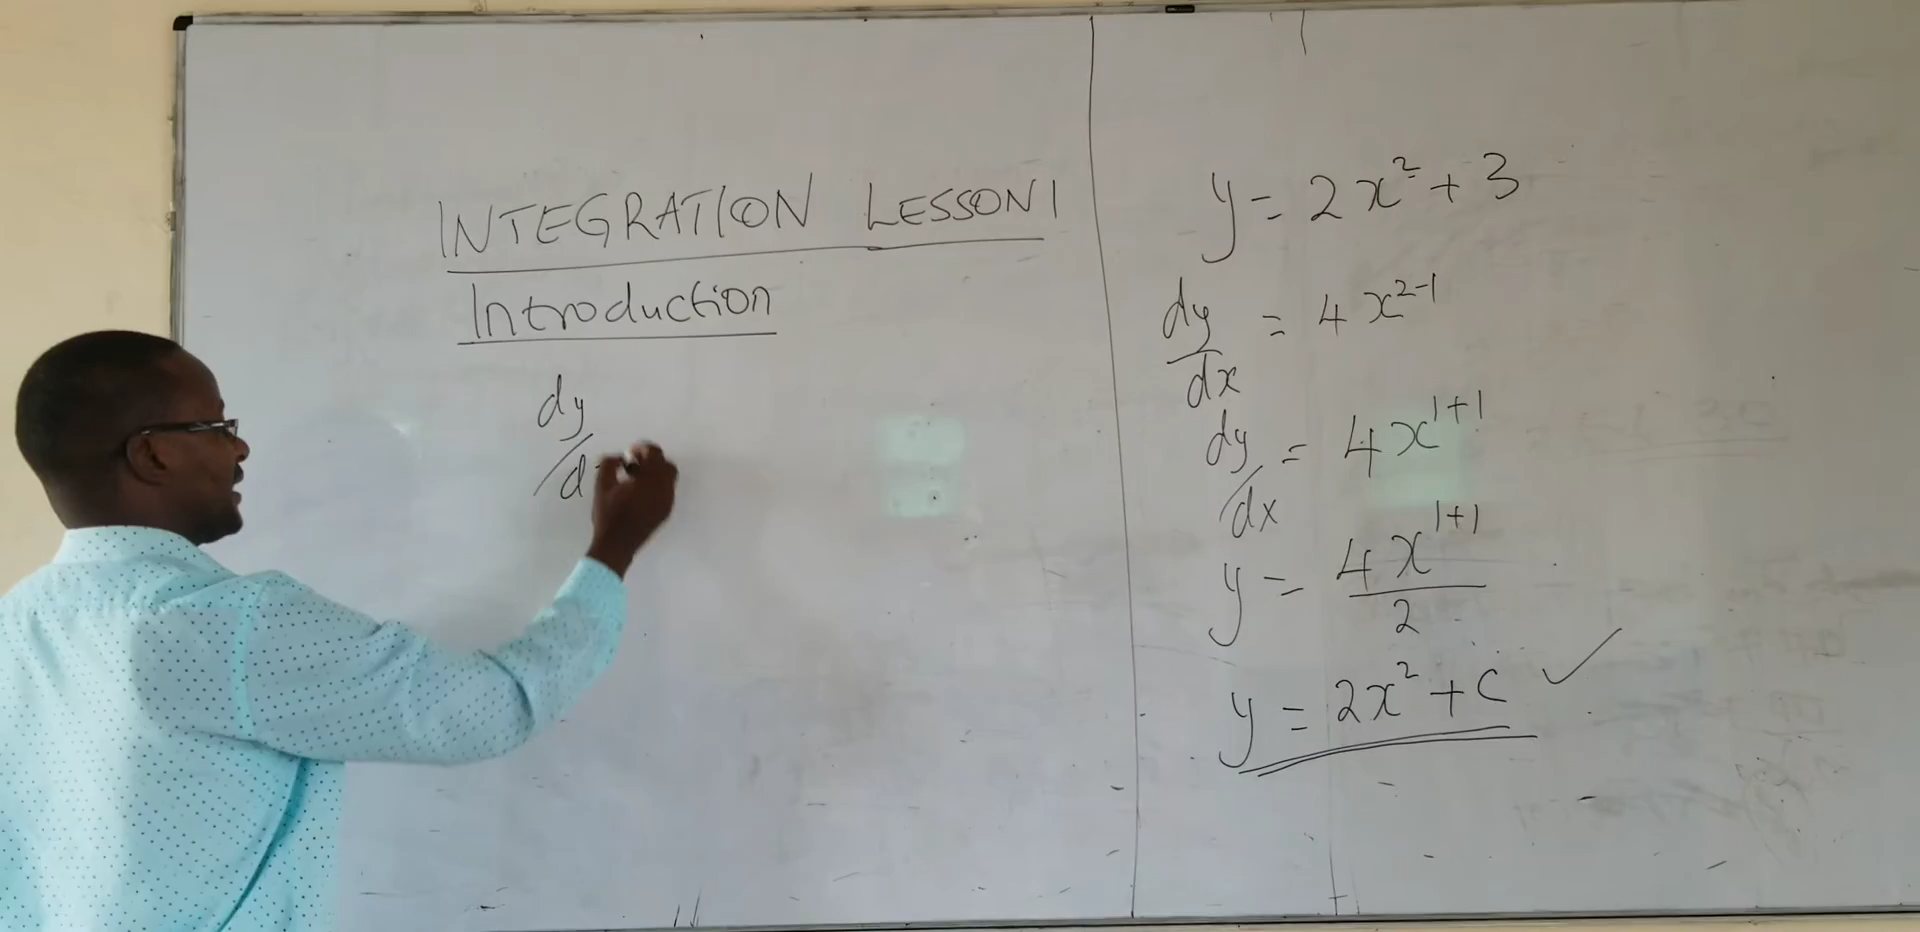 INTEGRATION LESSON 1
Introduction
dy
/d
y = 2x² + 3
dy/dx = 4x²⁻¹
dy/dx = 4x¹⁺¹
y = 4x¹⁺¹/2
y = 2x² + C ✓